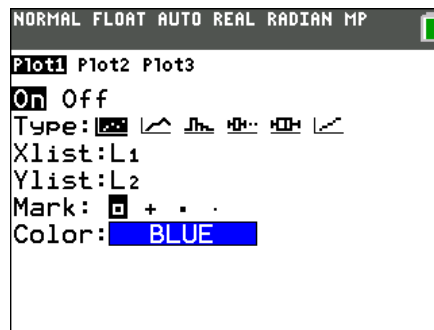 NORMAL FLOAT AUTO REAL RADIAN MP
Plot1 Plot2 Plot3
On Off
Type:
Xlist:L₁
Ylist:L₂
Mark: □ + ▪ ·
Color: BLUE